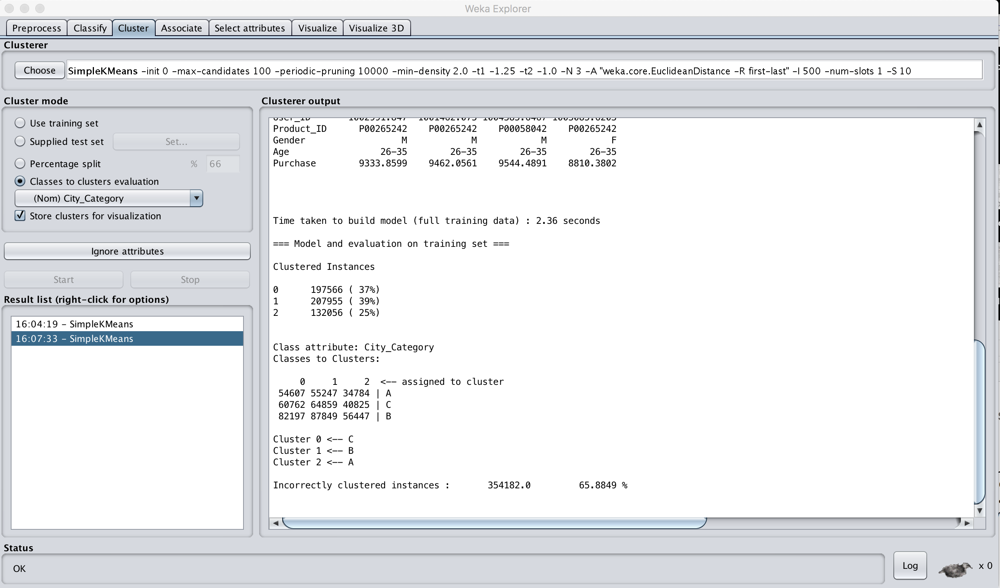 Weka Explorer
Preprocess Classify Cluster Associate Select attributes Visualize Visualize 3D
Clusterer
Choose SimpleKMeans -init 0 -max-candidates 100 -periodic-pruning 10000 -min-density 2.0 -t1 -1.25 -t2 -1.0 -N 3 -A "weka.core.EuclideanDistance -R first-last" -I 500 -num-slots 1 -S 10
Cluster mode
Use training set
Supplied test set Set...
Percentage split % 66
Classes to clusters evaluation
(Nom) City_Category
Store clusters for visualization
Ignore attributes
Start Stop
Result list (right-click for options)
16:04:19 - SimpleKMeans
16:07:33 - SimpleKMeans
Clusterer output
User_ID
Product_ID P00265242 P00265242 P00058042 P00265242
Gender M M M F
Age 26-35 26-35 26-35 26-35
Purchase 9333.8599 9462.0561 9544.4891 8810.3802
Time taken to build model (full training data) : 2.36 seconds
=== Model and evaluation on training set ===
Clustered Instances
0 197566 ( 37%)
1 207955 ( 39%)
2 132056 ( 25%)
Class attribute: City_Category
Classes to Clusters:
0 1 2 <-- assigned to cluster
54607 55247 34784 | A
60762 64859 40825 | C
82197 87849 56447 | B
Cluster 0 <-- C
Cluster 1 <-- B
Cluster 2 <-- A
Incorrectly clustered instances : 354182.0 65.8849 %
Status
OK
Log
x 0